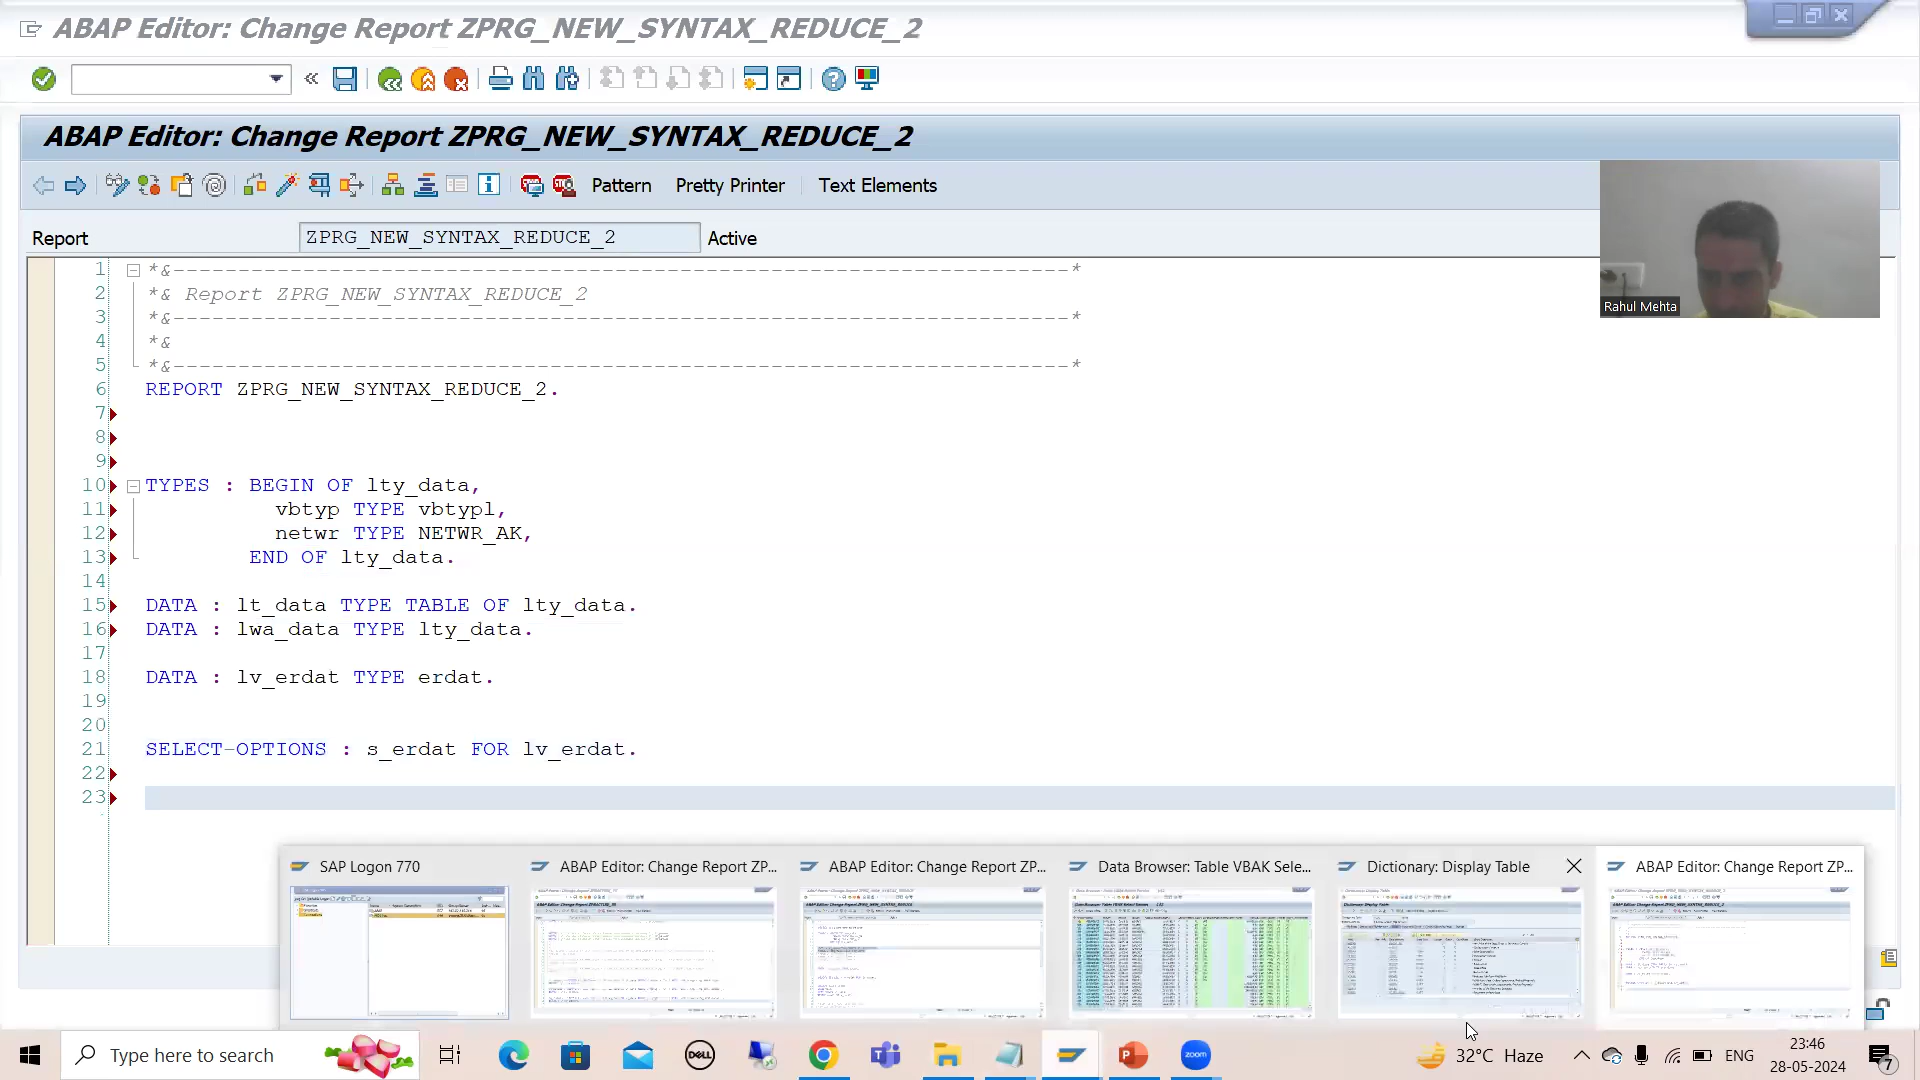 ABAP Editor: Change Report ZPRG_NEW_SYNTAX_REDUCE_2
ABAP Editor: Change Report ZPRG_NEW_SYNTAX_REDUCE_2
Pattern Pretty Printer Text Elements
Report ZPRG_NEW_SYNTAX_REDUCE_2 Active
Rahul Mehta
1 *&---------------------------------------------------------------------*
2 *& Report ZPRG_NEW_SYNTAX_REDUCE_2
3 *&---------------------------------------------------------------------*
4 *&
5 *&---------------------------------------------------------------------*
6 REPORT ZPRG_NEW_SYNTAX_REDUCE_2.
7
8
9
10 TYPES : BEGIN OF lty_data,
11 vbtyp TYPE vbtypl,
12 netwr TYPE NETWR_AK,
13 END OF lty_data.
14
15 DATA : lt_data TYPE TABLE OF lty_data.
16 DATA : lwa_data TYPE lty_data.
17
18 DATA : lv_erdat TYPE erdat.
19
20
21 SELECT-OPTIONS : s_erdat FOR lv_erdat.
22
23
SAP Logon 770
ABAP Editor: Change Report ZP...
ABAP Editor: Change Report ZP...
Data Browser: Table VBAK Sele...
Dictionary: Display Table
ABAP Editor: Change Report ZP...
Type here to search
DELL
zoom
32°C Haze
ENG
23:46
28-05-2024
7